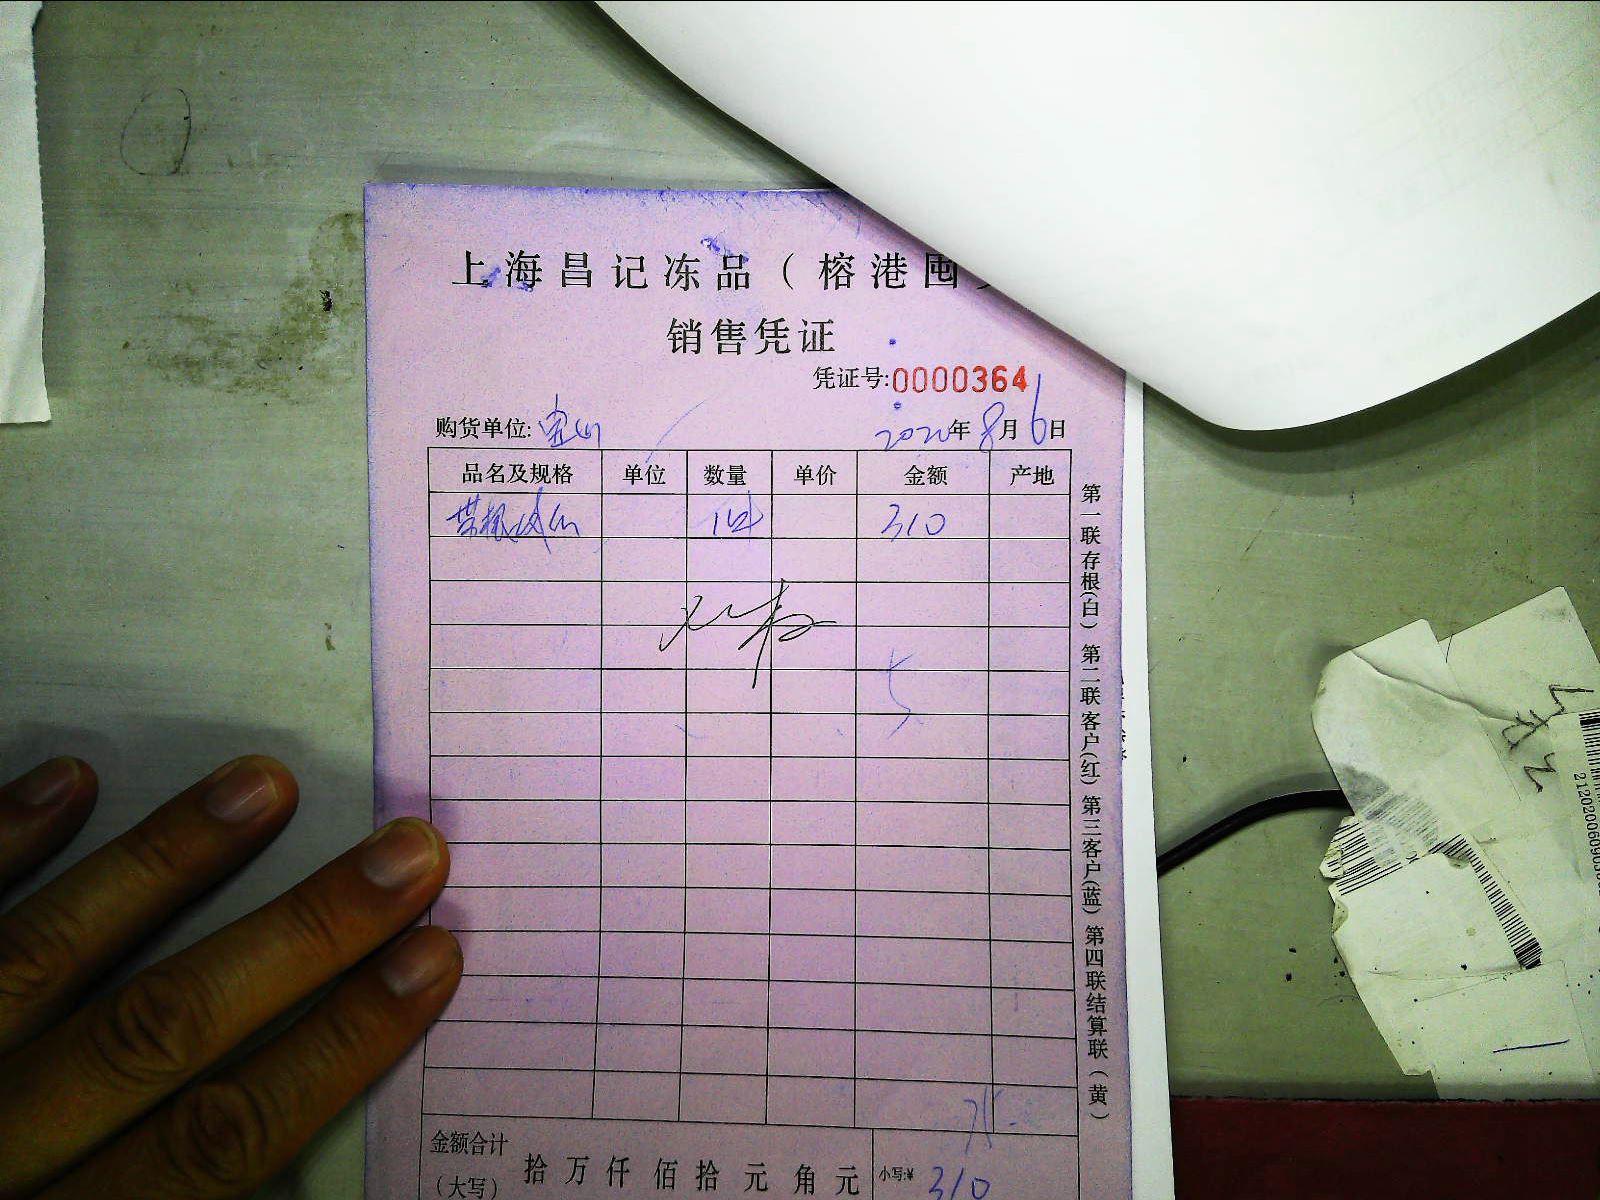 上海昌记冻品（榕港囤
销售凭证
凭证号:0000364
购货单位: 宝山 2020年8月6日
品名及规格 单位 数量 单价 金额 产地
1件 310
第一联存根(白) 第二联客户(红) 第三客户(蓝) 第四联结算联(黄)
金额合计
(大写) 拾万仟佰拾元角元 小写:¥ 310